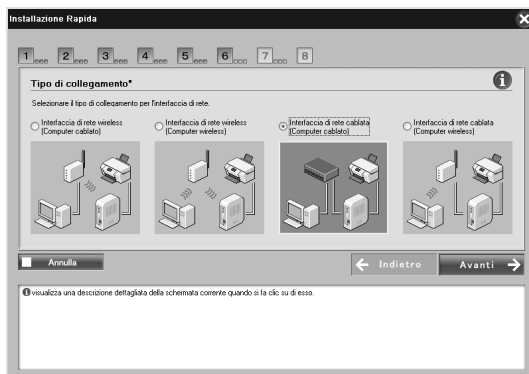 Installazione Rapida
1 2 3 4 5 6 7 8
Tipo di collegamento*
Selezionare il tipo di collegamento per l'interfaccia di rete.
Interfaccia di rete wireless
(Computer cablato)
Interfaccia di rete wireless
(Computer wireless)
Interfaccia di rete cablata
(Computer cablato)
Interfaccia di rete cablata
(Computer wireless)
Annulla
Indietro
Avanti
visualizza una descrizione dettagliata della schermata corrente quando si fa clic su di esso.